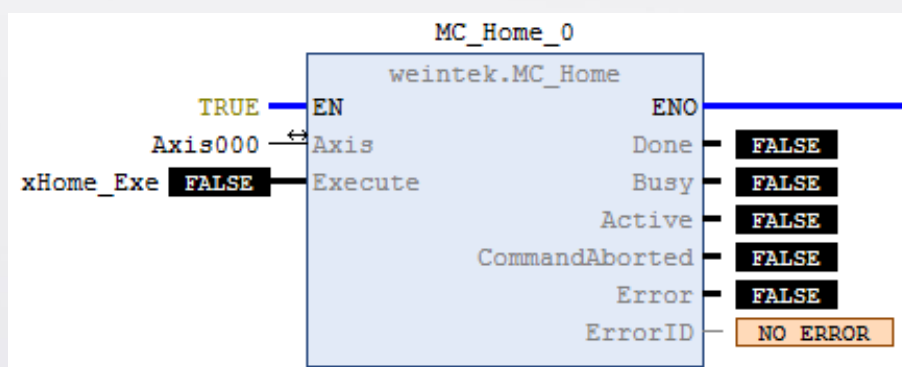 MC_Home_0
weintek.MC_Home
TRUE EN ENO
Axis000 Axis Done FALSE
xHome_Exe FALSE Execute Busy FALSE
Active FALSE
CommandAborted FALSE
Error FALSE
ErrorID NO ERROR